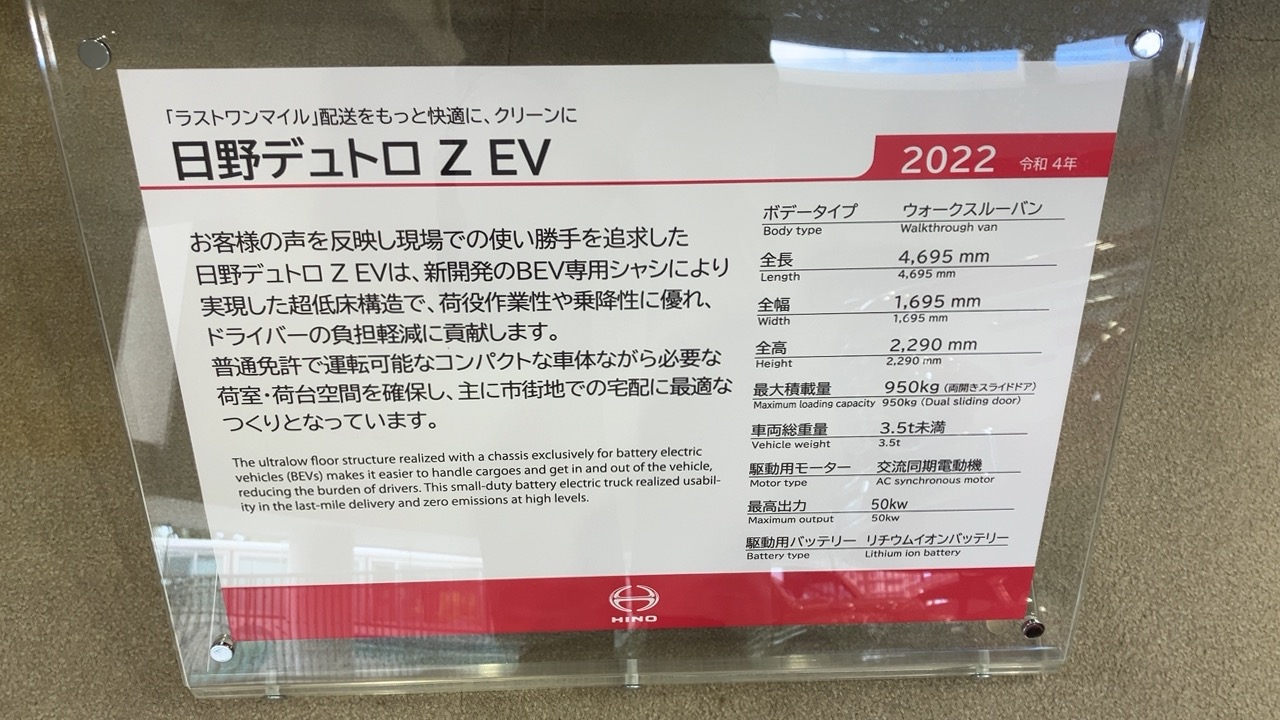 「ラストワンマイル」配送をもっと快適に、クリーンに
日野デュトロ Z EV
2022 令和 4年
お客様の声を反映し現場での使い勝手を追求した
日野デュトロ Z EVは、新開発のBEV専用シャシにより
実現した超低床構造で、荷役作業性や乗降性に優れ、
ドライバーの負担軽減に貢献します。
普通免許で運転可能なコンパクトな車体ながら必要な
荷室・荷台空間を確保し、主に市街地での宅配に最適な
つくりとなっています。
The ultralow floor structure realized with a chassis exclusively for battery electric
vehicles (BEVs) makes it easier to handle cargoes and get in and out of the vehicle,
reducing the burden of drivers. This small-duty battery electric truck realized usabil-
ity in the last-mile delivery and zero emissions at high levels.
ボデータイプ ウォークスルーバン
Body type Walkthrough van
全長 4,695 mm
Length 4,695 mm
全幅 1,695 mm
Width 1,695 mm
全高 2,290 mm
Height 2,290 mm
最大積載量 950kg (両開きスライドドア)
Maximum loading capacity 950kg (Dual sliding door)
車両総重量 3.5t未満
Vehicle weight 3.5t
駆動用モーター 交流同期電動機
Motor type AC synchronous motor
最高出力 50kw
Maximum output 50kw
駆動用バッテリー リチウムイオンバッテリー
Battery type Lithium ion battery
HINO